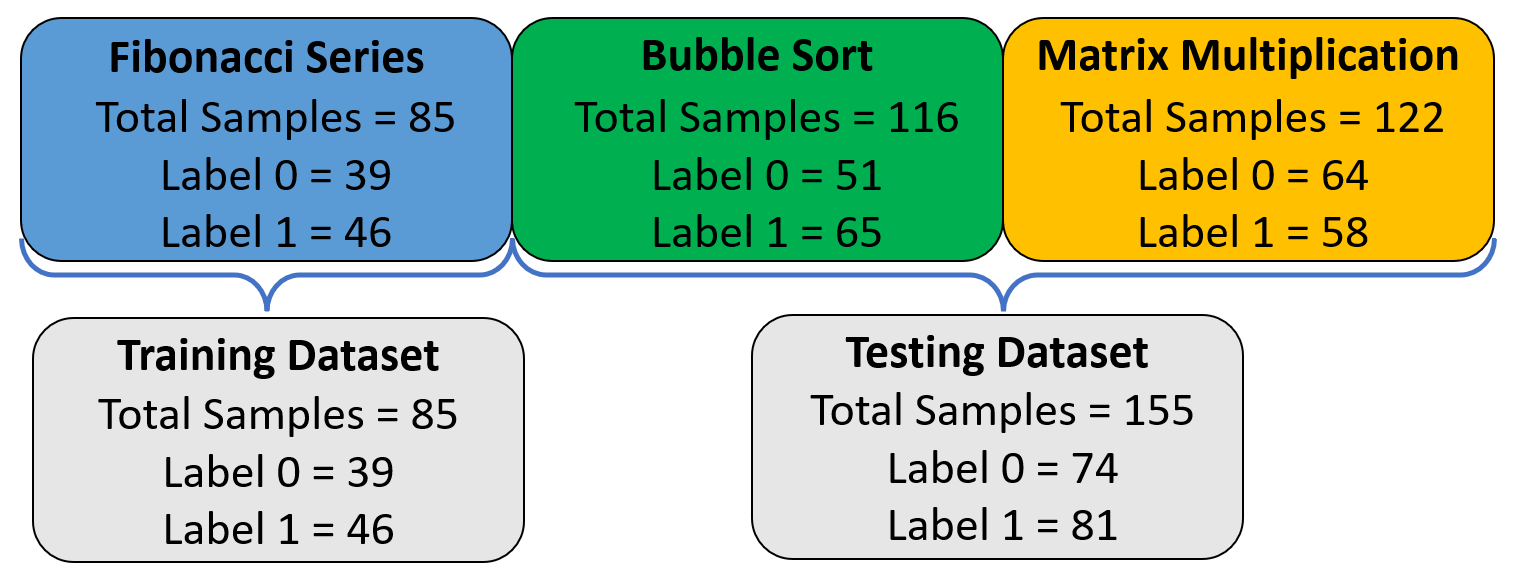 Fibonacci Series
Total Samples = 85
Label 0 = 39
Label 1 = 46
Bubble Sort
Total Samples = 116
Label 0 = 51
Label 1 = 65
Matrix Multiplication
Total Samples = 122
Label 0 = 64
Label 1 = 58
Training Dataset
Total Samples = 85
Label 0 = 39
Label 1 = 46
Testing Dataset
Total Samples = 155
Label 0 = 74
Label 1 = 81